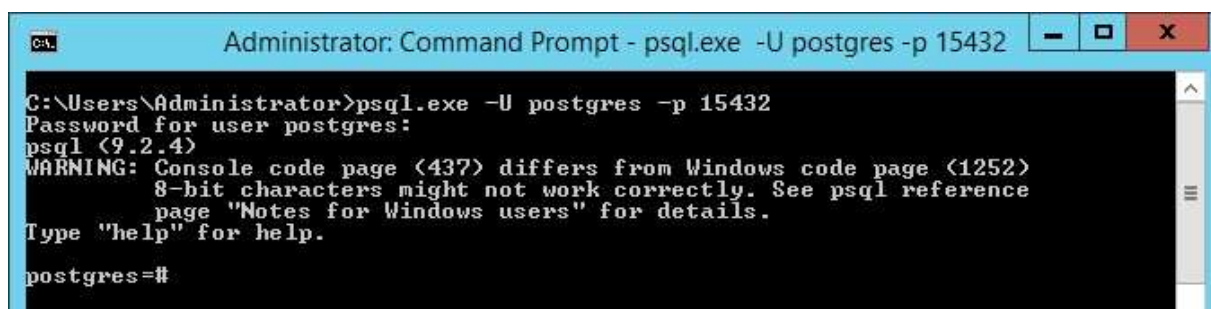 Administrator: Command Prompt - psql.exe -U postgres -p 15432
C:\Users\Administrator>psql.exe -U postgres -p 15432
Password for user postgres:
psql (9.2.4)
WARNING: Console code page (437) differs from Windows code page (1252)
8-bit characters might not work correctly. See psql reference
page "Notes for Windows users" for details.
Type "help" for help.
postgres=#